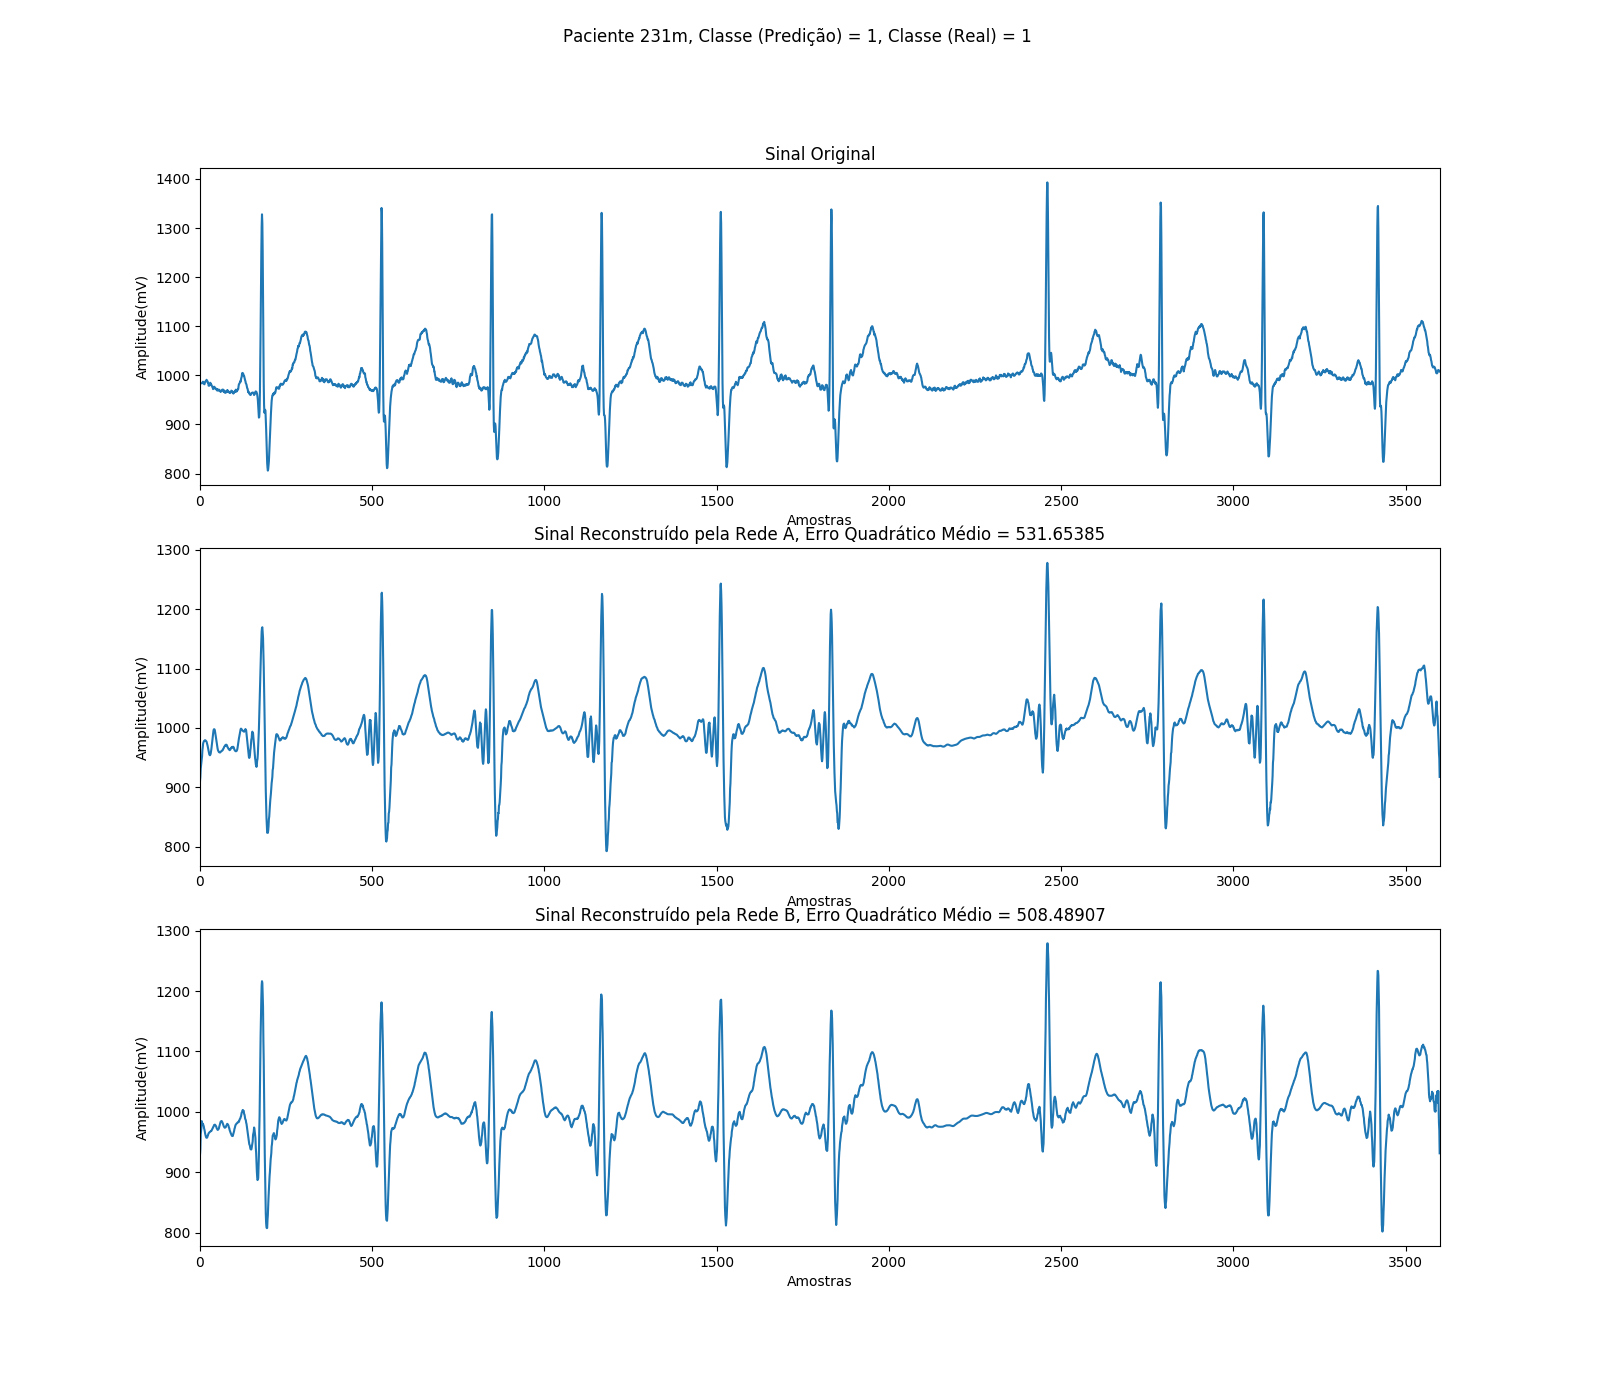 Paciente 231m, Classe (Predição) = 1, Classe (Real) = 1
Sinal Original
Amplitude(mV)
1400
1300
1200
1100
1000
900
800
0 500 1000 1500 2000 2500 3000 3500
Amostras
Sinal Reconstruído pela Rede A, Erro Quadrático Médio = 531.65385
Amplitude(mV)
1300
1200
1100
1000
900
800
0 500 1000 1500 2000 2500 3000 3500
Amostras
Sinal Reconstruído pela Rede B, Erro Quadrático Médio = 508.48907
Amplitude(mV)
1300
1200
1100
1000
900
800
0 500 1000 1500 2000 2500 3000 3500
Amostras